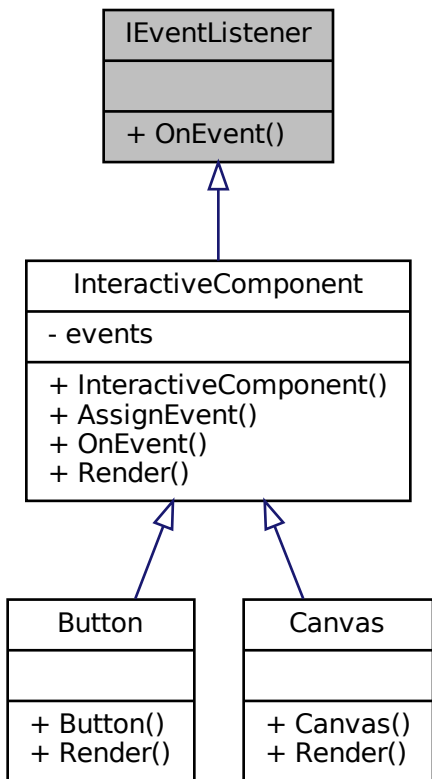 IEventListener
+ OnEvent()
InteractiveComponent
- events
+ InteractiveComponent()
+ AssignEvent()
+ OnEvent()
+ Render()
Button
+ Button()
+ Render()
Canvas
+ Canvas()
+ Render()